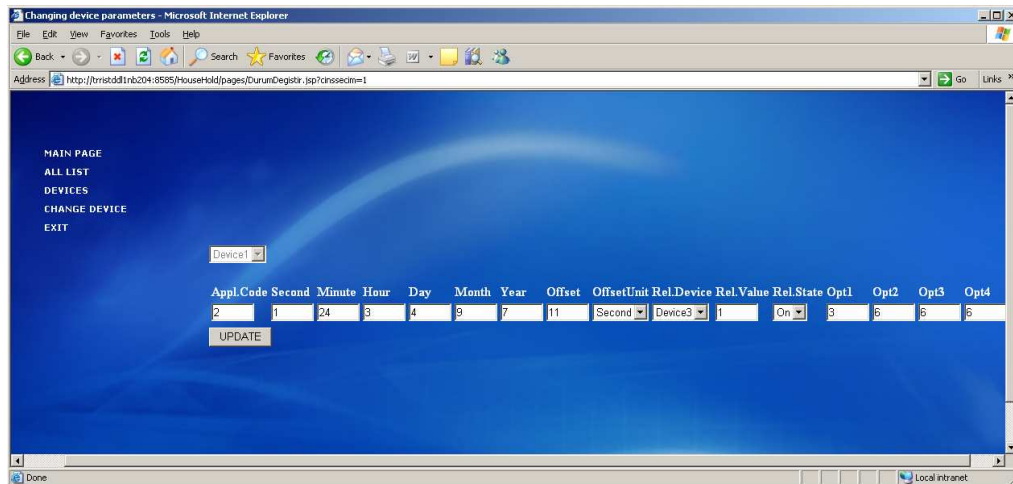 Changing device parameters - Microsoft Internet Explorer
File Edit View Favorites Tools Help
Back Search Favorites
Address http://trristddl1nb204:8585/HouseHold/pages/DurumDegistir.jsp?cinssecim=1 Go Links »
MAIN PAGE
ALL LIST
DEVICES
CHANGE DEVICE
EXIT
Device1
Appl.Code Second Minute Hour Day Month Year Offset OffsetUnit Rel.Device Rel.Value Rel.State Opt1 Opt2 Opt3 Opt4
2 1 24 3 4 9 7 11 Second Device3 1 On 3 6 6 6
UPDATE
Done Local intranet